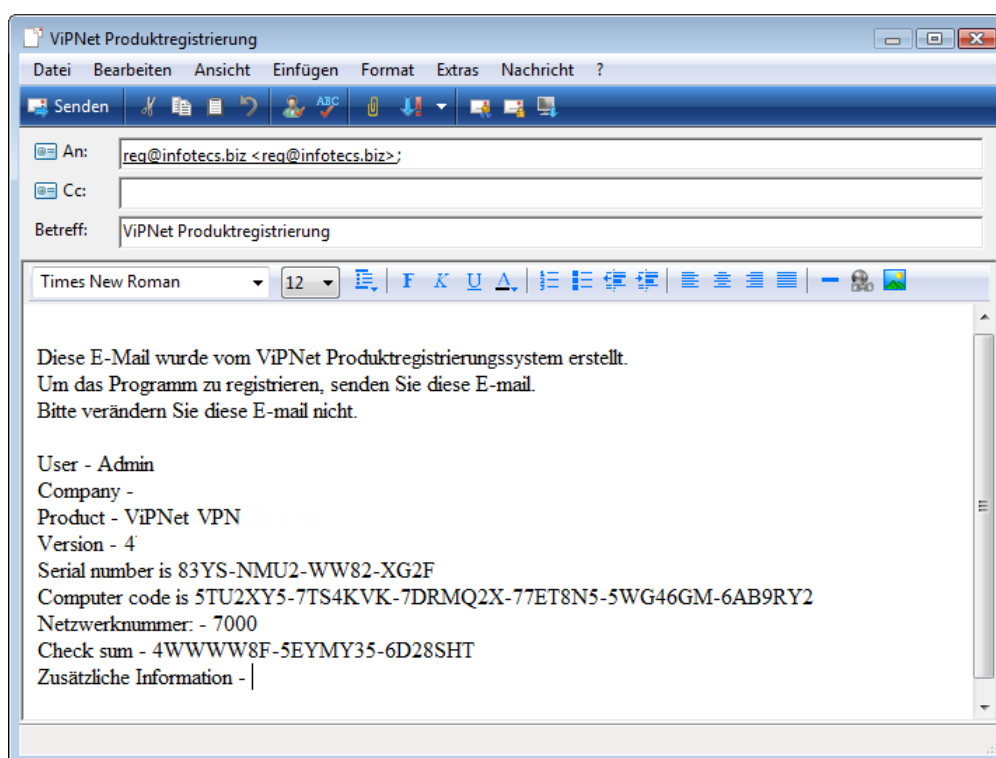 ViPNet Produktregistrierung
Datei Bearbeiten Ansicht Einfügen Format Extras Nachricht ?
Senden ABC
An: reg@infotecs.biz <reg@infotecs.biz>;
Cc:
Betreff: ViPNet Produktregistrierung
Times New Roman 12 F K U A
Diese E-Mail wurde vom ViPNet Produktregistrierungssystem erstellt.
Um das Programm zu registrieren, senden Sie diese E-mail.
Bitte verändern Sie diese E-mail nicht.
User - Admin
Company -
Product - ViPNet VPN
Version - 4
Serial number is 83YS-NMU2-WW82-XG2F
Computer code is 5TU2XY5-7TS4KVK-7DRMQ2X-77ET8N5-5WG46GM-6AB9RY2
Netzwerknummer: - 7000
Check sum - 4WWWW8F-5EYMY35-6D28SHT
Zusätzliche Information -